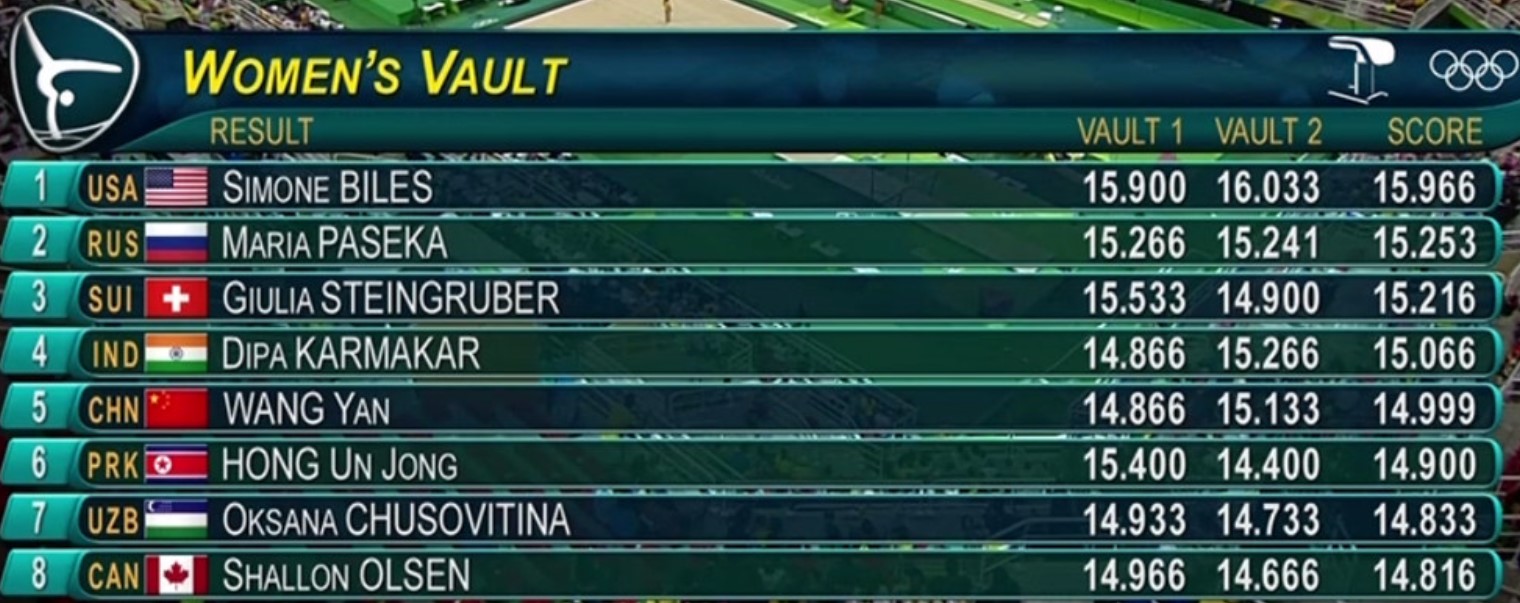 WOMEN'S VAULT
RESULT VAULT 1 VAULT 2 SCORE
1 USA SIMONE BILES 15.900 16.033 15.966
2 RUS MARIA PASEKA 15.266 15.241 15.253
3 SUI GIULIA STEINGRUBER 15.533 14.900 15.216
4 IND DIPA KARMAKAR 14.866 15.266 15.066
5 CHN WANG YAN 14.866 15.133 14.999
6 PRK HONG UN JONG 15.400 14.400 14.900
7 UZB OKSANA CHUSOVITINA 14.933 14.733 14.833
8 CAN SHALLON OLSEN 14.966 14.666 14.816